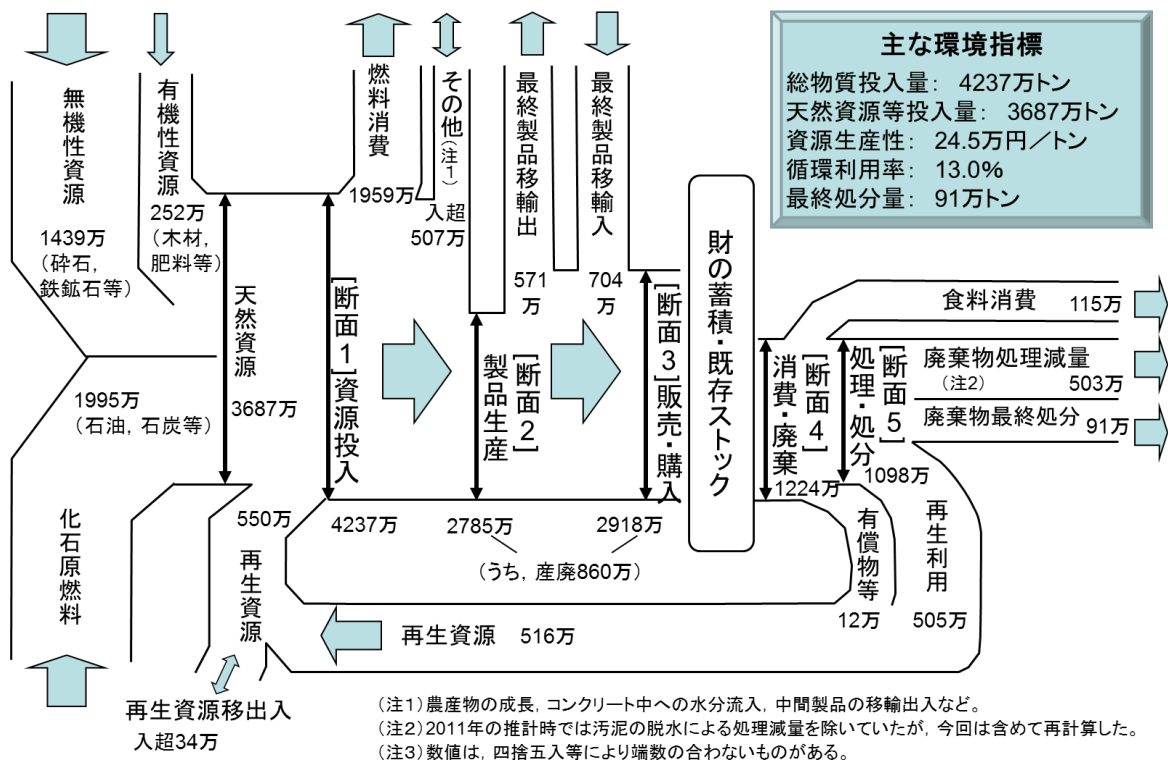 主な環境指標
総物質投入量： 4237万トン
天然資源等投入量： 3687万トン
資源生産性： 24.5万円／トン
循環利用率： 13.0%
最終処分量： 91万トン
無機性資源
1439万
（砕石，
鉄鉱石等）
有機性資源
252万
（木材，
肥料等）
燃料消費
1959万
その他（注1）
入超
507万
最終製品移輸出
571
万
最終製品移輸入
704
万
天然資源
3687万
1995万
（石油，石炭等）
化石原燃料
［断面1］資源投入
4237万
［断面2］
製品生産
2785万
［断面3］販売・購入
2918万
（うち，産廃860万）
財の蓄積・既存ストック
［断面4］
消費・廃棄
1224万
［断面5］
処理・処分
1098万
食料消費 115万
廃棄物処理減量
（注2） 503万
廃棄物最終処分
91万
550万
再生資源
有償物等
12万
再生利用
505万
再生資源 516万
再生資源移出入
入超34万
（注1）農産物の成長，コンクリート中への水分流入，中間製品の移輸出入など。
（注2）2011年の推計時では汚泥の脱水による処理減量を除いていたが，今回は含めて再計算した。
（注3）数値は，四捨五入等により端数の合わないものがある。